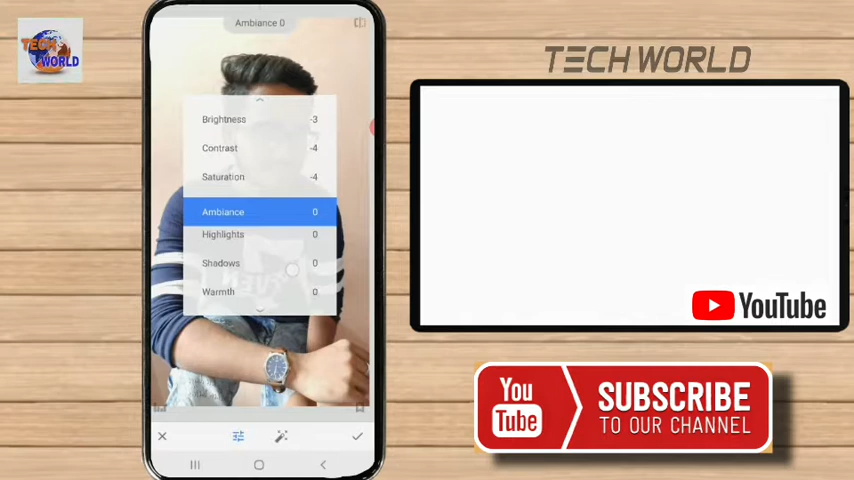 TECH
WORLD
Ambiance 0
Brightness -3
Contrast -4
Saturation -4
Ambiance 0
Highlights 0
Shadows 0
Warmth 0
TECH WORLD
YouTube
You
Tube
SUBSCRIBE
TO OUR CHANNEL